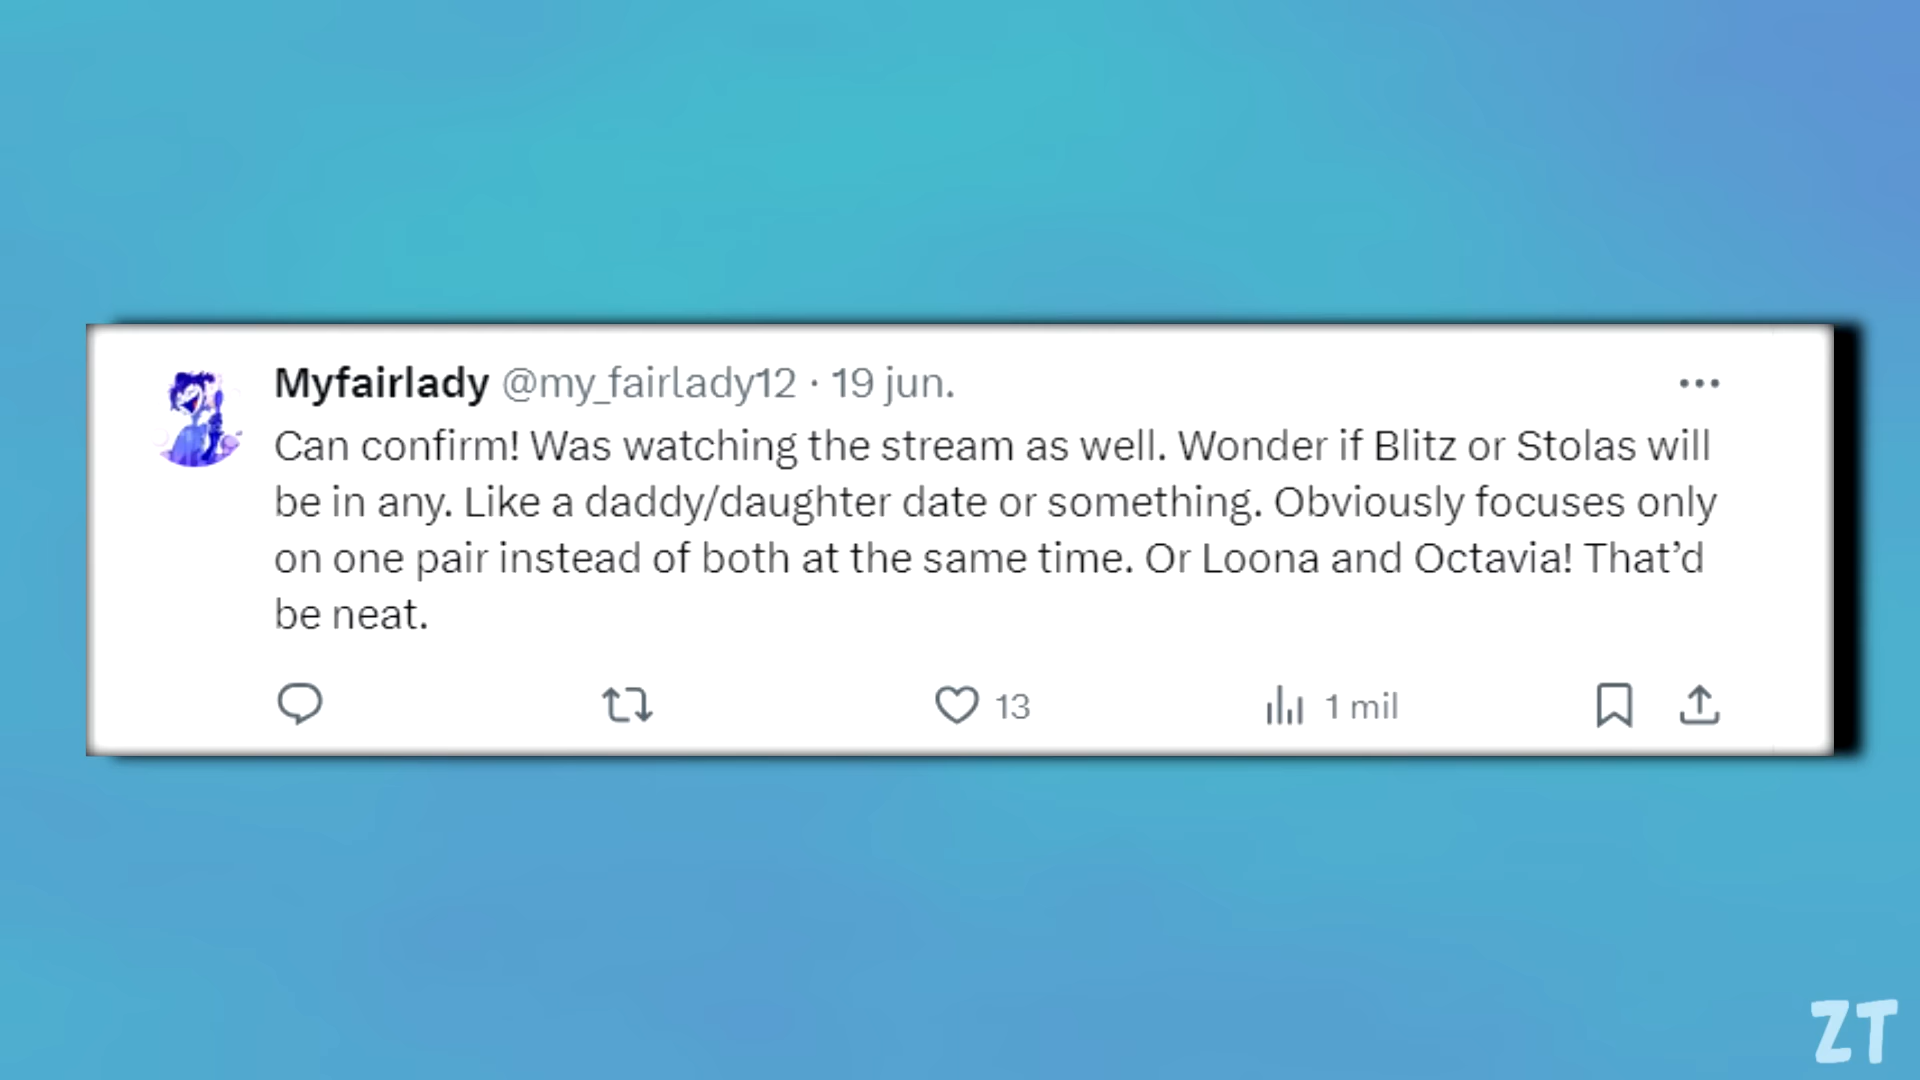 Myfairlady @my_fairlady12 · 19 jun.
Can confirm! Was watching the stream as well. Wonder if Blitz or Stolas will
be in any. Like a daddy/daughter date or something. Obviously focuses only
on one pair instead of both at the same time. Or Loona and Octavia! That’d
be neat.
13 1 mil
ZT